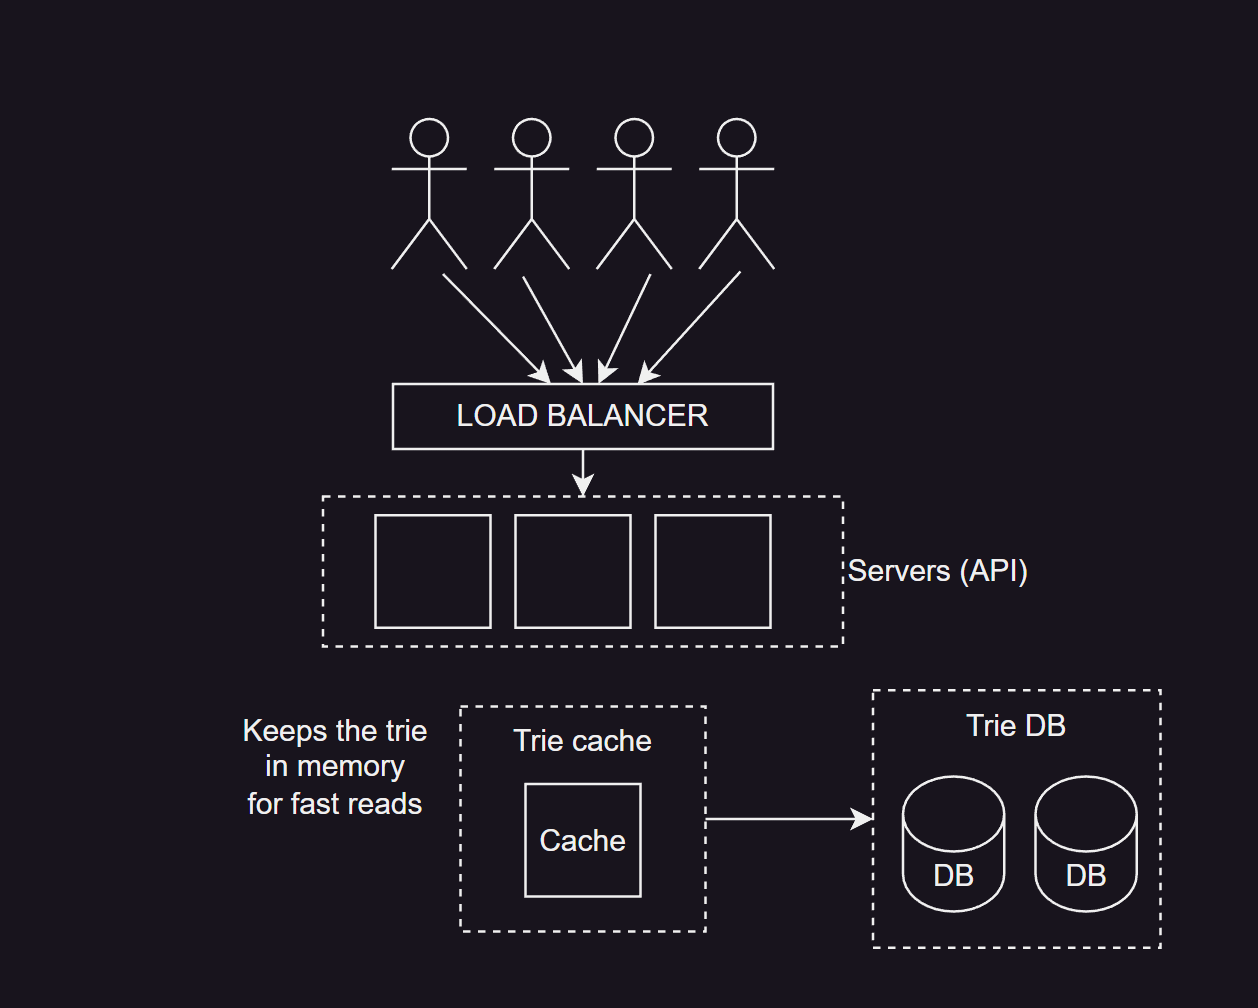 LOAD BALANCER
Servers (API)
Keeps the trie
in memory
for fast reads
Trie cache
Cache
Trie DB
DB
DB